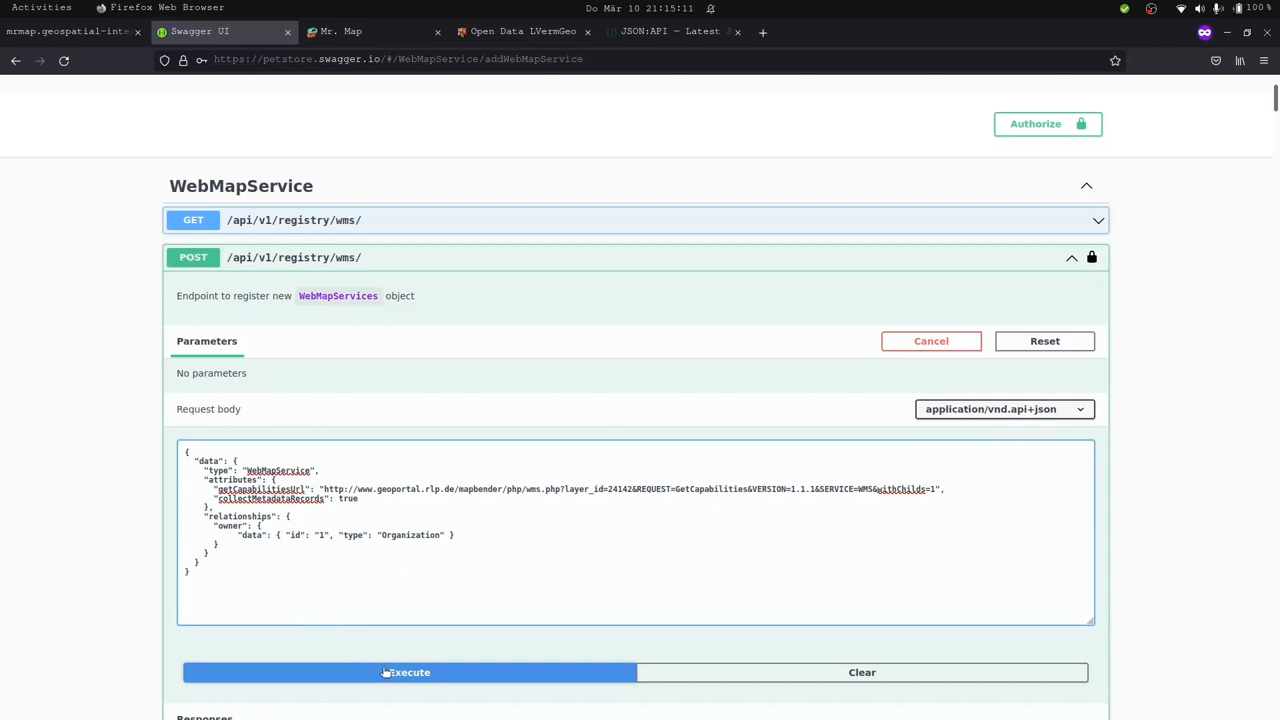 Activities Firefox Web Browser Do Mär 10 21:15:11 100 %
mrmap.geospatial-inte Swagger UI Mr. Map Open Data LVermGeo JSON:API — Latest
https://petstore.swagger.io/#/WebMapService/addWebMapService
Authorize
WebMapService
GET /api/v1/registry/wms/
POST /api/v1/registry/wms/
Endpoint to register new WebMapServices object
Parameters Cancel Reset
No parameters
Request body application/vnd.api+json
{
"data": {
"type": "WebMapService",
"attributes": {
"getCapabilitiesUrl": "http://www.geoportal.rlp.de/mapbender/php/wms.php?layer_id=24142&REQUEST=GetCapabilities&VERSION=1.1.1&SERVICE=WMS&withChilds=1",
"collectMetadataRecords": true
},
"relationships": {
"owner": {
"data": { "id": "1", "type": "Organization" }
}
}
}
}
Execute Clear
Responses